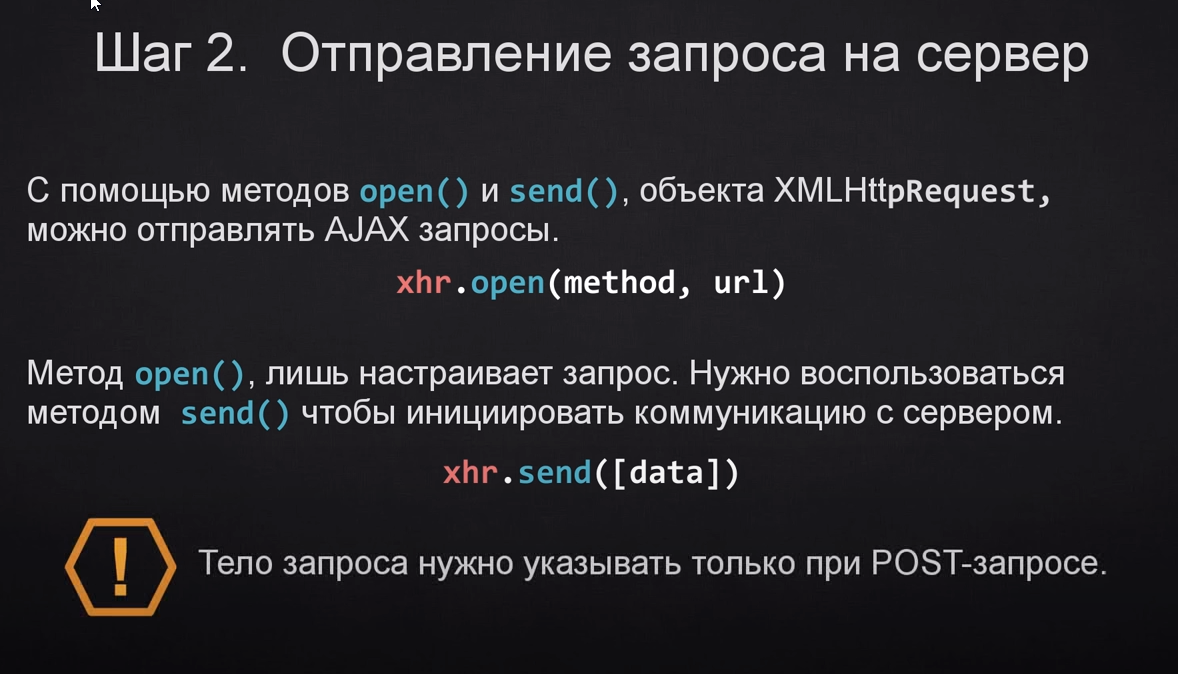 Шаг 2. Отправление запроса на сервер
С помощью методов open() и send(), объекта XMLHttpRequest,
можно отправлять AJAX запросы.
xhr.open(method, url)
Метод open(), лишь настраивает запрос. Нужно воспользоваться
методом send() чтобы инициировать коммуникацию с сервером.
xhr.send([data])
Тело запроса нужно указывать только при POST-запросе.